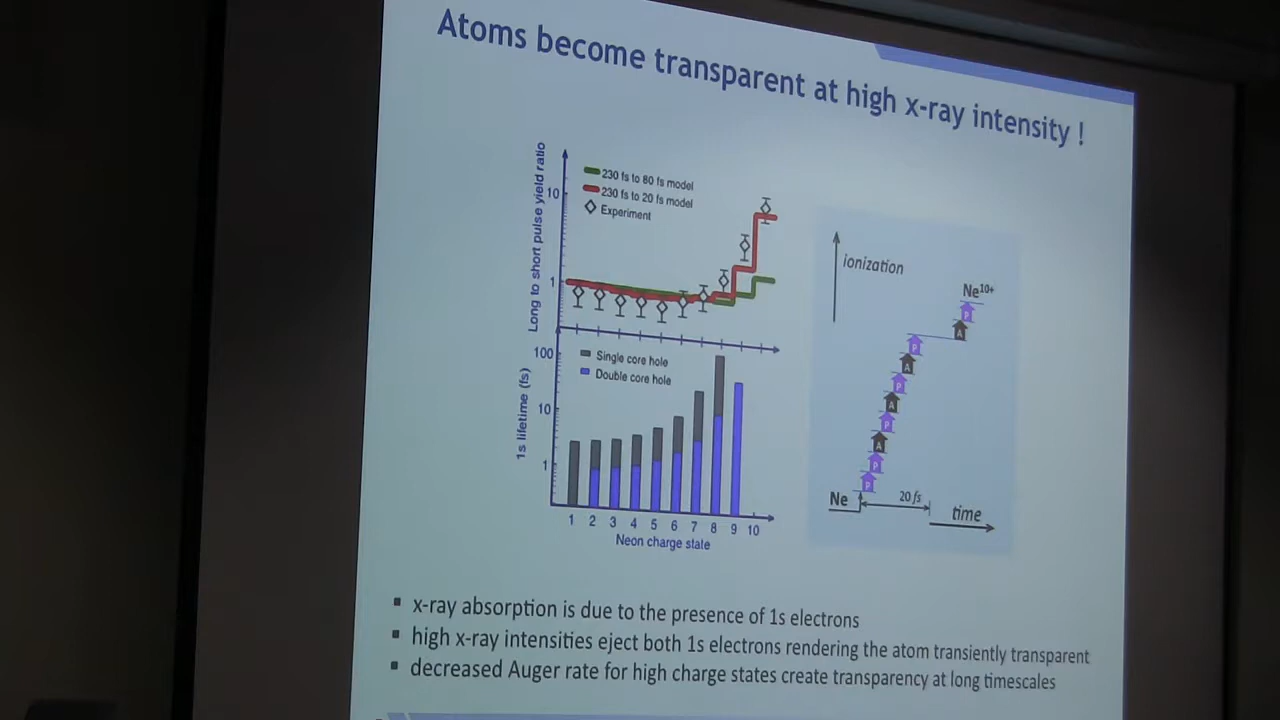 Atoms become transparent at high x-ray intensity !
Long to short pulse yield ratio
10
1
230 fs to 80 fs model
230 fs to 20 fs model
Experiment
1s lifetime (fs)
100
10
1
Single core hole
Double core hole
1 2 3 4 5 6 7 8 9 10
Neon charge state
ionization
Ne10+
P
A
P
A
P
A
P
A
P
P
Ne
20 fs
time
x-ray absorption is due to the presence of 1s electrons
high x-ray intensities eject both 1s electrons rendering the atom transiently transparent
decreased Auger rate for high charge states create transparency at long timescales